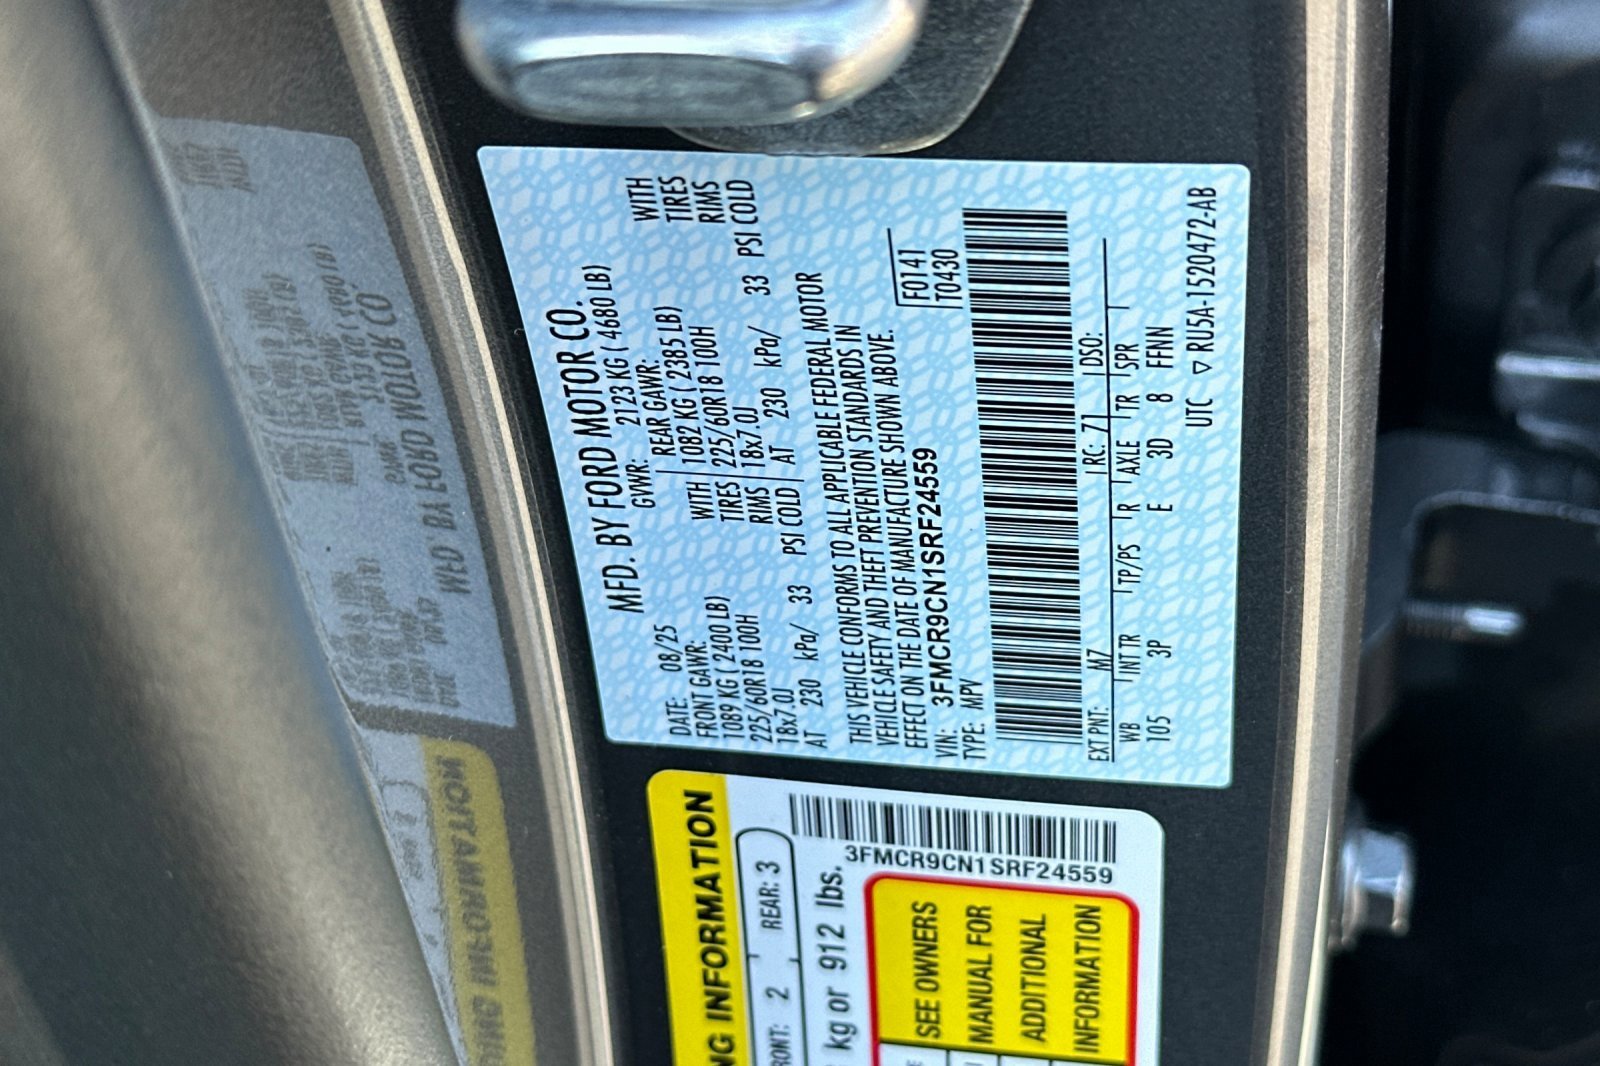 MFD. BY FORD MOTOR CO.
DATE: 08/25 GVWR: 2123 KG ( 4680 LB)
FRONT GAWR: REAR GAWR:
1089 KG ( 2400 LB) WITH 1082 KG ( 2385 LB) WITH
225/60R18 100H TIRES 225/60R18 100H TIRES
18x7.0J RIMS 18x7.0J RIMS
AT 230 kPa/ 33 PSI COLD AT 230 kPa/ 33 PSI COLD
THIS VEHICLE CONFORMS TO ALL APPLICABLE FEDERAL MOTOR
VEHICLE SAFETY AND THEFT PREVENTION STANDARDS IN
EFFECT ON THE DATE OF MANUFACTURE SHOWN ABOVE.
VIN: 3FMCR9CN1SRF24559
TYPE: MPV
F0141
T0430
EXT PNT: M7 RC: 71 DSO:
WB INT TR TP/PS R AXLE TR SPR
105 3P E 3D 8 FFNN
UTC ▽ RU5A-1520472-AB
NG INFORMATION
FRONT: 2 REAR: 3
kg or 912 lbs.
3FMCR9CN1SRF24559
SEE OWNERS
MANUAL FOR
ADDITIONAL
INFORMATION